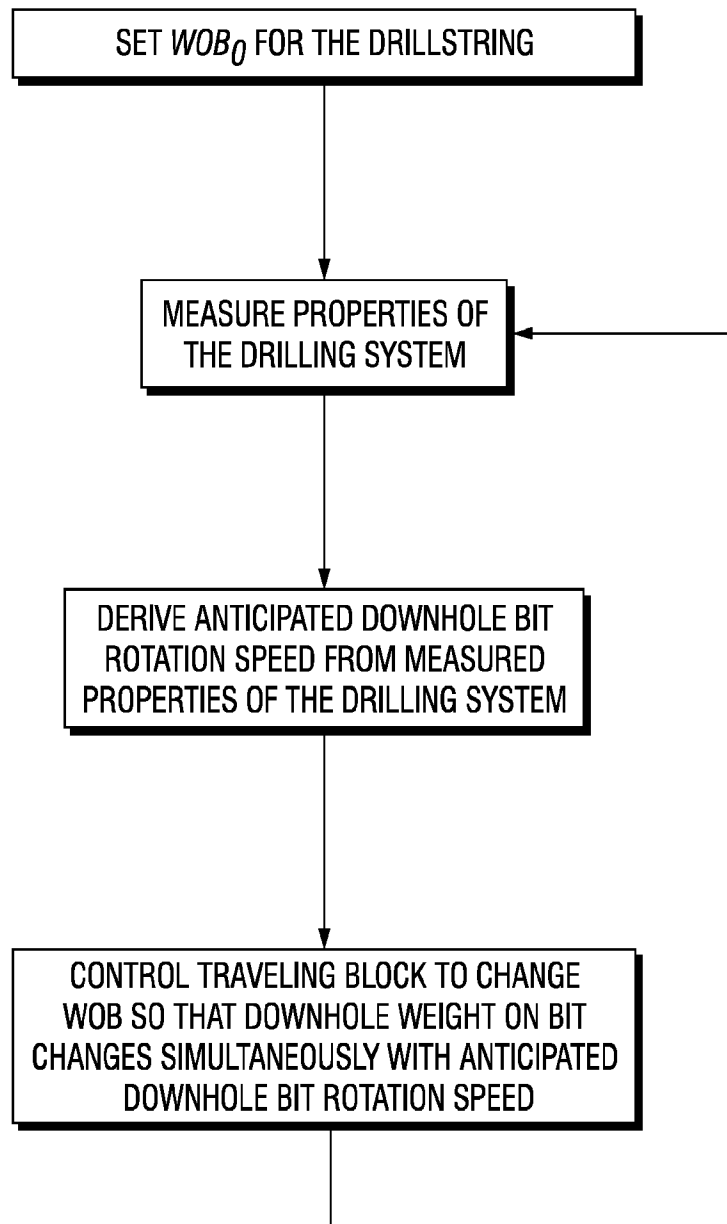 SET WOB0 FOR THE DRILLSTRING
MEASURE PROPERTIES OF
THE DRILLING SYSTEM
DERIVE ANTICIPATED DOWNHOLE BIT
ROTATION SPEED FROM MEASURED
PROPERTIES OF THE DRILLING SYSTEM
CONTROL TRAVELING BLOCK TO CHANGE
WOB SO THAT DOWNHOLE WEIGHT ON BIT
CHANGES SIMULTANEOUSLY WITH ANTICIPATED
DOWNHOLE BIT ROTATION SPEED